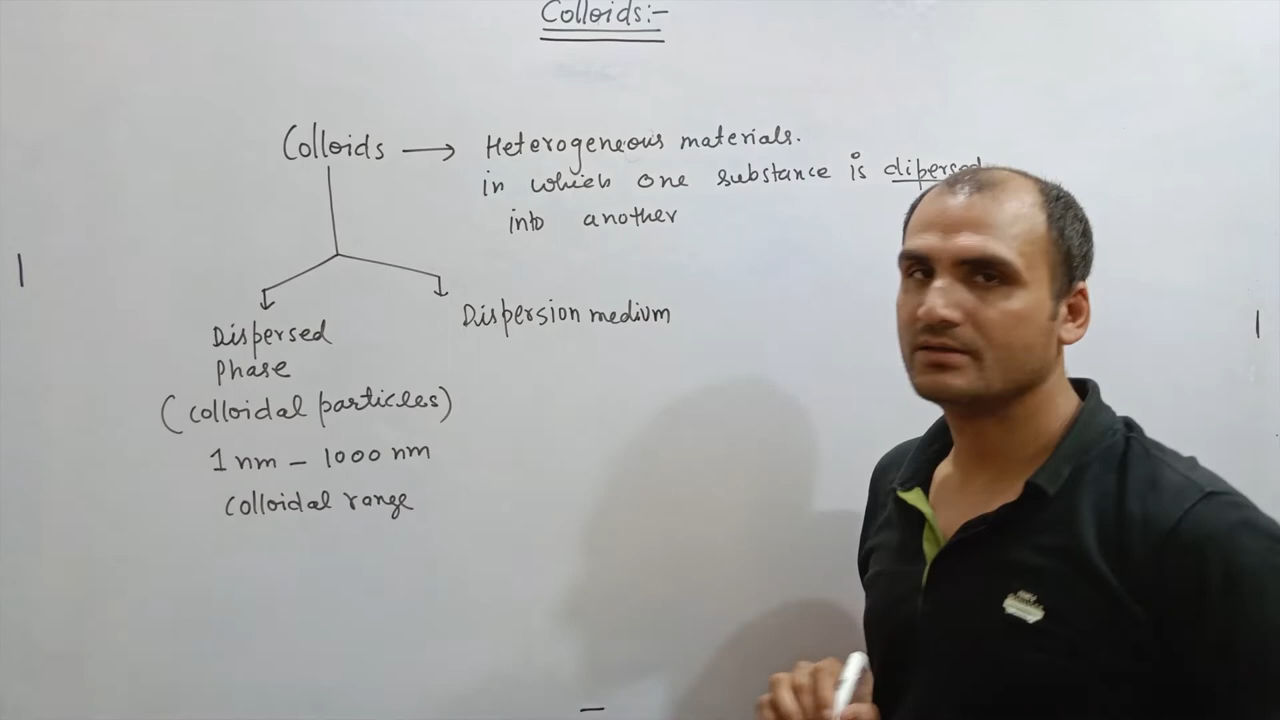 Colloids:-
Colloids → Heterogeneous materials.
in which one substance is dipersed
into another
Dispersed
Phase
Dispersion medium
(colloidal particles)
1 nm - 1000 nm
colloidal range